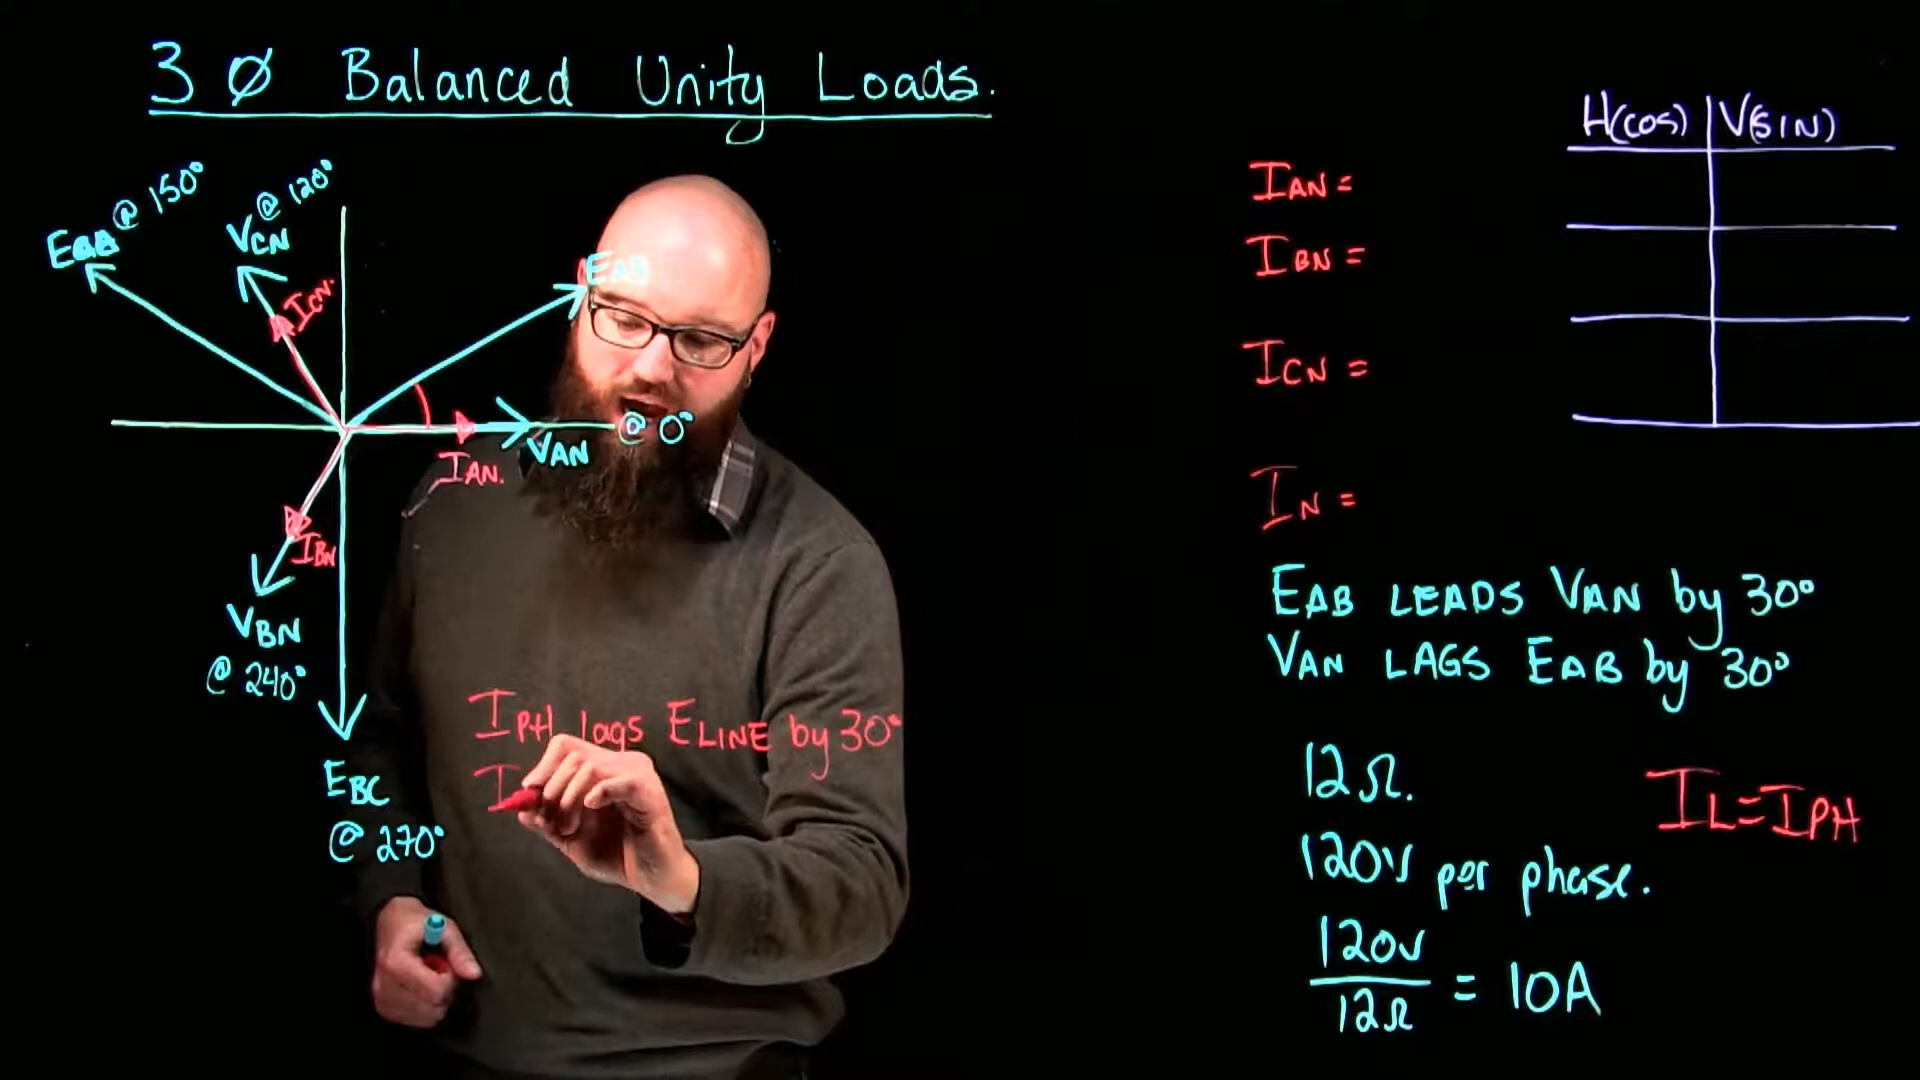 3 Ø Balanced Unity Loads.
@ 150°
@ 120°
VCN
ICN.
EAB
VAN
@ 0°
IAN.
IBN
VBN
@ 240°
EBC
@ 270°
IPH lags ELINE by 30°
I
H(COS) V(SIN)
IAN =
IBN =
ICN =
IN =
EAB LEADS VAN by 30°
VAN LAGS EAB by 30°
12Ω.
IL=IPH
120V per phase.
120V
12Ω
= 10A